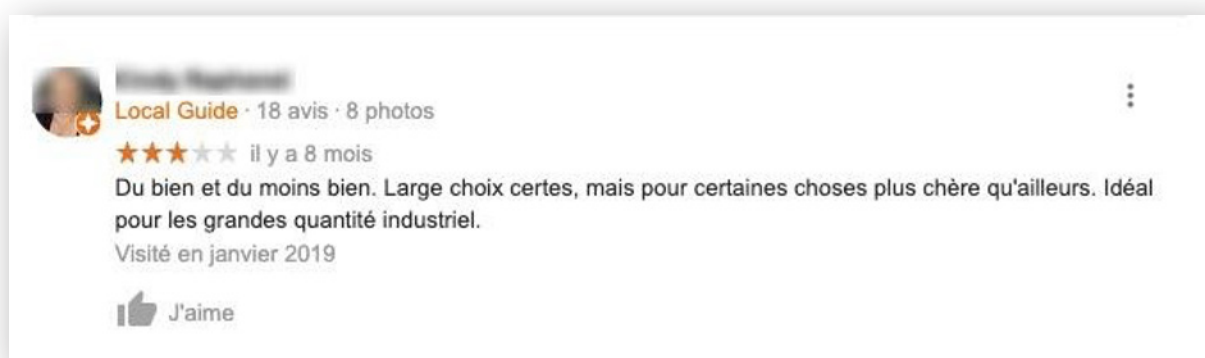 Local Guide · 18 avis · 8 photos
il y a 8 mois
Du bien et du moins bien. Large choix certes, mais pour certaines choses plus chère qu'ailleurs. Idéal
pour les grandes quantité industriel.
Visité en janvier 2019
J'aime